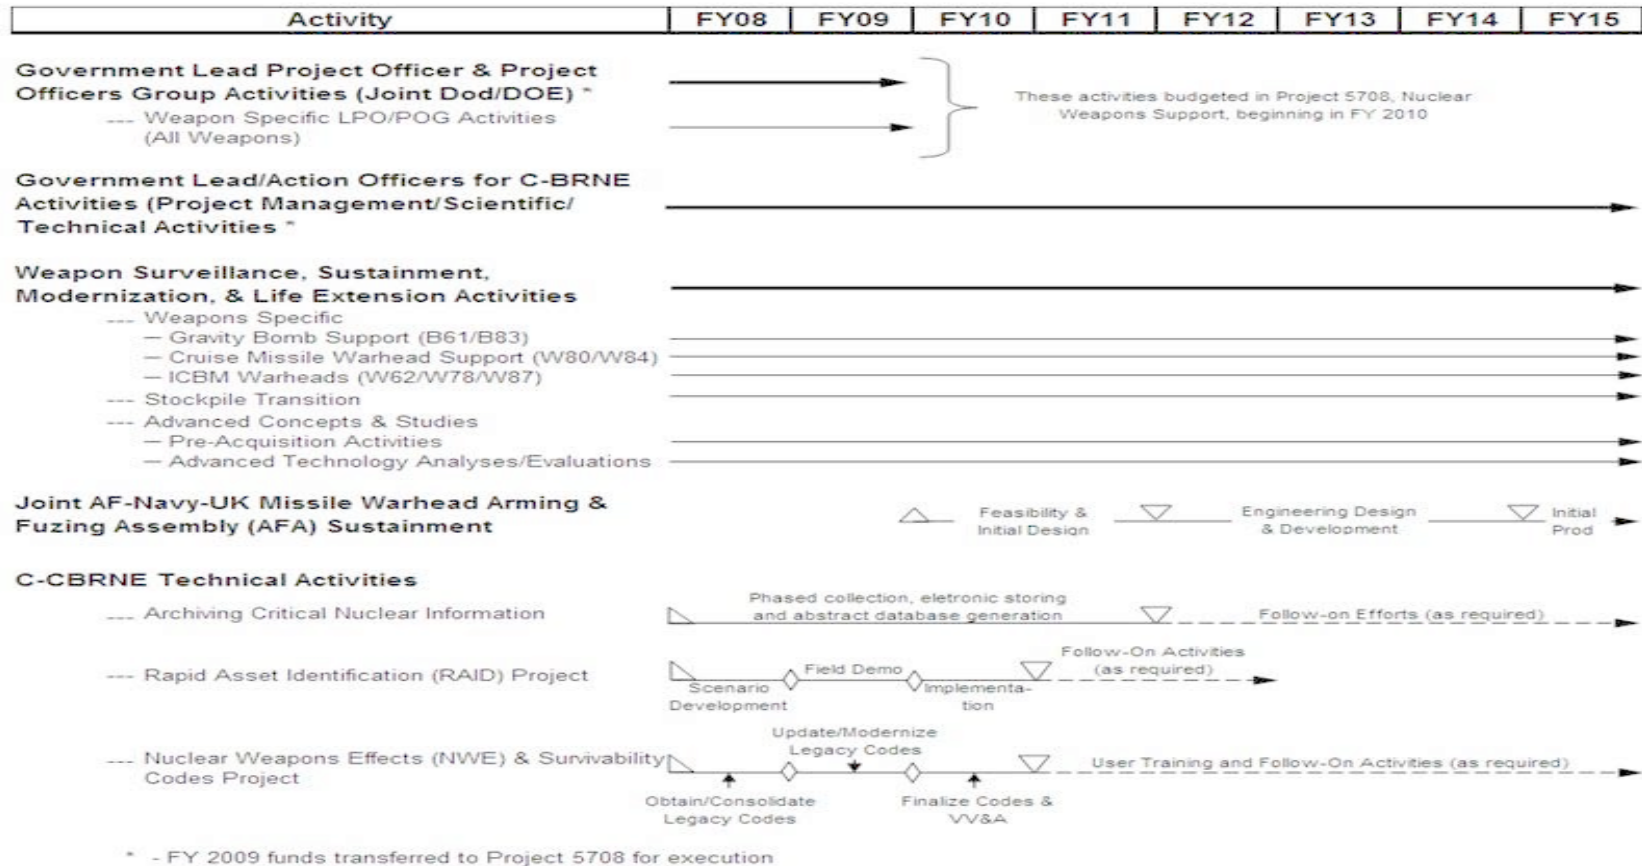 Activity FY08 FY09 FY10 FY11 FY12 FY13 FY14 FY15
Government Lead Project Officer & Project
Officers Group Activities (Joint Dod/DOE) *
--- Weapon Specific LPO/POG Activities
(All Weapons)
These activities budgeted in Project 5708, Nuclear
Weapons Support, beginning in FY 2010
Government Lead/Action Officers for C-BRNE
Activities (Project Management/Scientific/
Technical Activities *
Weapon Surveillance, Sustainment,
Modernization, & Life Extension Activities
--- Weapons Specific
— Gravity Bomb Support (B61/B83)
— Cruise Missile Warhead Support (W80/W84)
— ICBM Warheads (W62/W78/W87)
--- Stockpile Transition
--- Advanced Concepts & Studies
— Pre-Acquisition Activities
— Advanced Technology Analyses/Evaluations
Joint AF-Navy-UK Missile Warhead Arming &
Fuzing Assembly (AFA) Sustainment
Feasibility &
Initial Design
Engineering Design
& Development
Initial
Prod
C-CBRNE Technical Activities
--- Archiving Critical Nuclear Information
Phased collection, eletronic storing
and abstract database generation
Follow-on Efforts (as required)
--- Rapid Asset Identification (RAID) Project
Scenario
Development
Field Demo
Implementa-
tion
Follow-On Activities
(as required)
--- Nuclear Weapons Effects (NWE) & Survivability
Codes Project
Update/Modernize
Legacy Codes
Obtain/Consolidate
Legacy Codes
Finalize Codes &
VV&A
User Training and Follow-On Activities (as required)
* - FY 2009 funds transferred to Project 5708 for execution